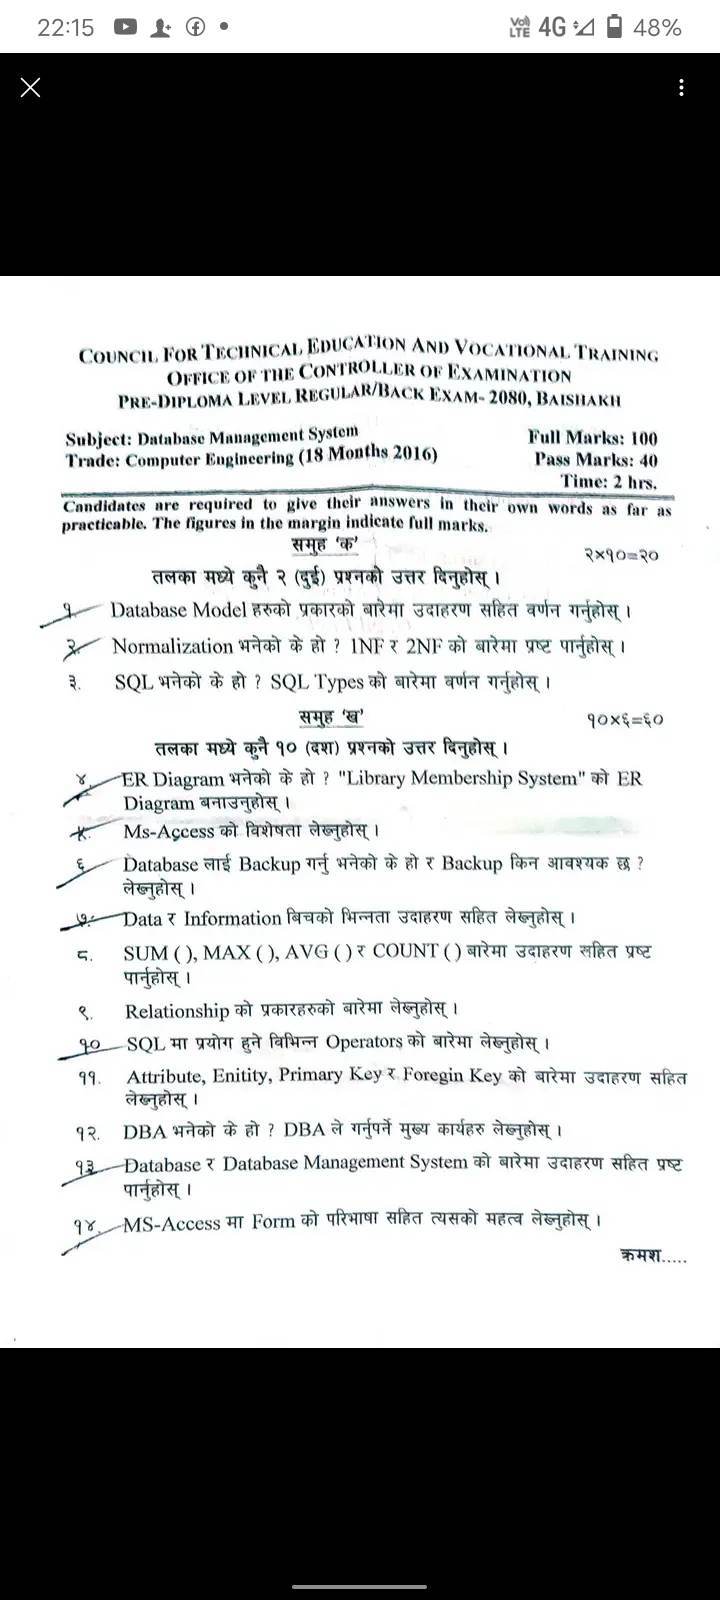 22:15
Vo) LTE 4G 48%
COUNCIL FOR TECHNICAL EDUCATION AND VOCATIONAL TRAINING
OFFICE OF THE CONTROLLER OF EXAMINATION
PRE-DIPLOMA LEVEL REGULAR/BACK EXAM- 2080, BAISHAKH
Subject: Database Management System Full Marks: 100
Trade: Computer Engineering (18 Months 2016) Pass Marks: 40
Time: 2 hrs.
Candidates are required to give their answers in their own words as far as
practicable. The figures in the margin indicate full marks.
समुह ‘क’
२×१०=२०
तलका मध्ये कुनै २ (दुई) प्रश्नको उत्तर दिनुहोस् ।
१. Database Model हरुको प्रकारको बारेमा उदाहरण सहित वर्णन गर्नुहोस् ।
२. Normalization भनेको के हो ? 1NF र 2NF को बारेमा प्रष्ट पार्नुहोस् ।
३. SQL भनेको के हो ? SQL Types को बारेमा वर्णन गर्नुहोस् ।
समुह ‘ख’ १०×६=६०
तलका मध्ये कुनै १० (दश) प्रश्नको उत्तर दिनुहोस् ।
४. ER Diagram भनेको के हो ? "Library Membership System" को ER
Diagram बनाउनुहोस् ।
५. Ms-Access को विशेषता लेख्नुहोस् ।
६. Database लाई Backup गर्नु भनेको के हो र Backup किन आवश्यक छ ?
लेख्नुहोस् ।
७. Data र Information बिचको भिन्नता उदाहरण सहित लेख्नुहोस् ।
८. SUM ( ), MAX ( ), AVG ( ) र COUNT ( ) बारेमा उदाहरण सहित प्रष्ट
पार्नुहोस् ।
९. Relationship को प्रकारहरुको बारेमा लेख्नुहोस् ।
१० SQL मा प्रयोग हुने विभिन्न Operators को बारेमा लेख्नुहोस् ।
११. Attribute, Enitity, Primary Key र Foregin Key को बारेमा उदाहरण सहित
लेख्नुहोस् ।
१२. DBA भनेको के हो ? DBA ले गर्नुपर्ने मुख्य कार्यहरु लेख्नुहोस् ।
१३. Database र Database Management System को बारेमा उदाहरण सहित प्रष्ट
पार्नुहोस् ।
१४. MS-Access मा Form को परिभाषा सहित त्यसको महत्व लेख्नुहोस् ।
क्रमश.....